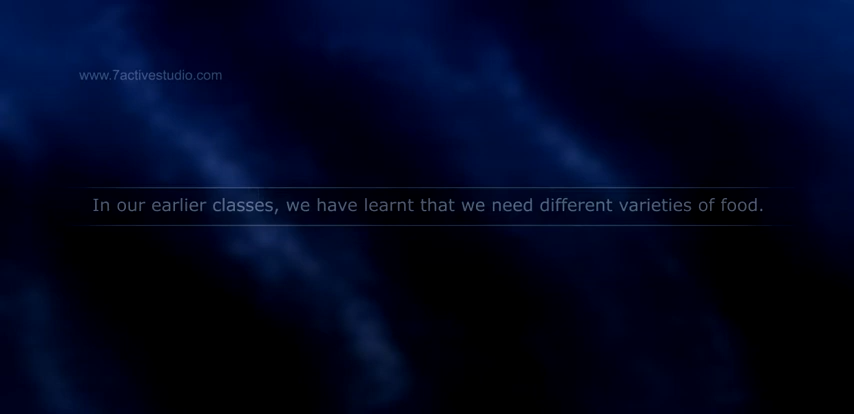 www.7activestudio.com
In our earlier classes, we have learnt that we need different varieties of food.